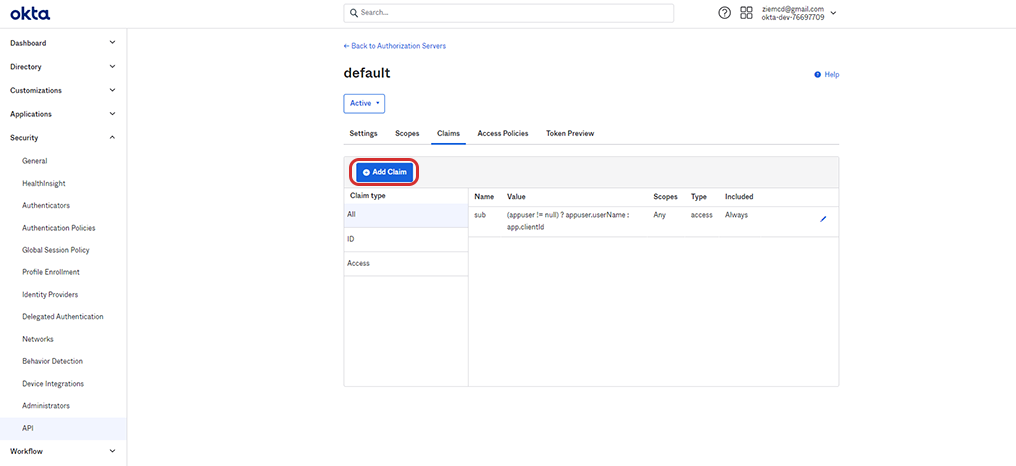 okta
Search...
ziemcd@gmail.com
okta-dev-76697709
Dashboard
Directory
Customizations
Applications
Security
General
HealthInsight
Authenticators
Authentication Policies
Global Session Policy
Profile Enrollment
Identity Providers
Delegated Authentication
Networks
Behavior Detection
Device Integrations
Administrators
API
Workflow
← Back to Authorization Servers
default
Help
Active
Settings Scopes Claims Access Policies Token Preview
Add Claim
Claim type
All
ID
Access
Name Value Scopes Type Included
sub (appuser != null) ? appuser.userName : Any access Always
app.clientId